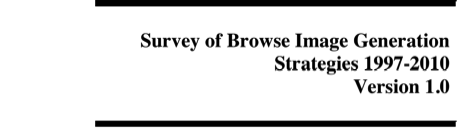 Survey of Browse Image Generation
Strategies 1997-2010
Version 1.0